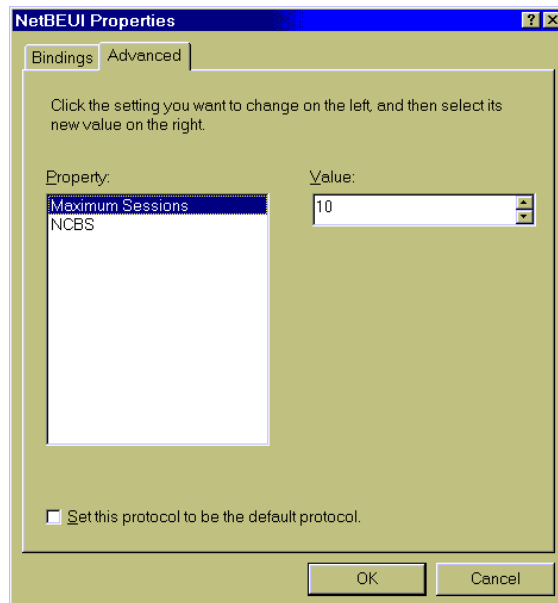 NetBEUI Properties
Bindings Advanced
Click the setting you want to change on the left, and then select its
new value on the right.
Property: Value:
Maximum Sessions 10
NCBS
Set this protocol to be the default protocol.
OK Cancel